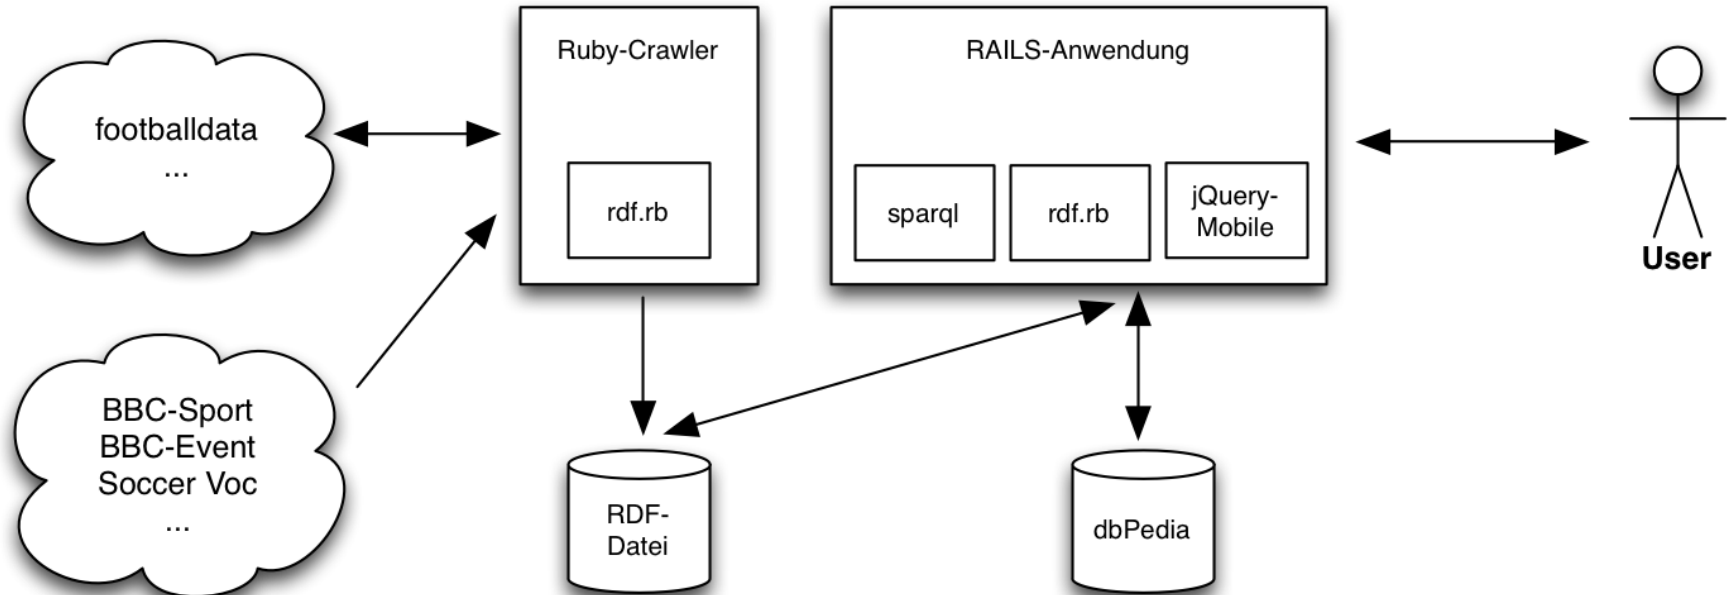 footballdata
...
BBC-Sport
BBC-Event
Soccer Voc
...
Ruby-Crawler
rdf.rb
RAILS-Anwendung
sparql
rdf.rb
jQuery-
Mobile
User
RDF-
Datei
dbPedia